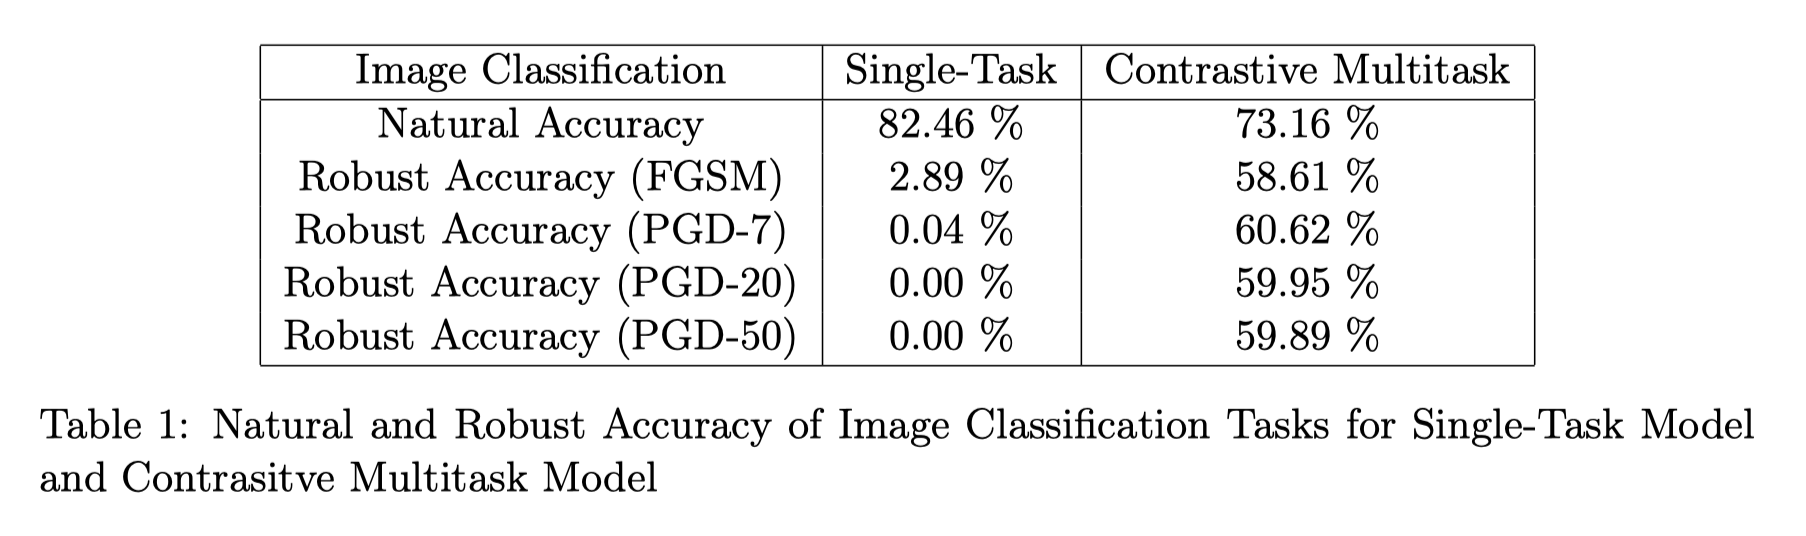 Image Classification Single-Task Contrastive Multitask
Natural Accuracy 82.46 % 73.16 %
Robust Accuracy (FGSM) 2.89 % 58.61 %
Robust Accuracy (PGD-7) 0.04 % 60.62 %
Robust Accuracy (PGD-20) 0.00 % 59.95 %
Robust Accuracy (PGD-50) 0.00 % 59.89 %
Table 1: Natural and Robust Accuracy of Image Classification Tasks for Single-Task Model
and Contrasitve Multitask Model